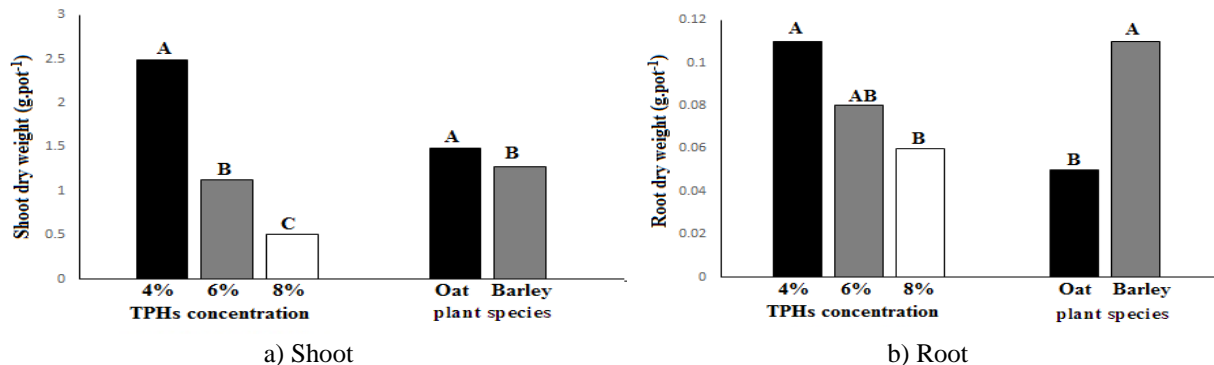 Shoot dry weight (g.pot-1)
3
2.5
2
1.5
1
0.5
0
A
B
C
A
B
4% 6% 8% Oat Barley
TPHs concentration plant species
a) Shoot
Root dry weight (g.pot-1)
0.12
0.1
0.08
0.06
0.04
0.02
0
A
AB
B
B
A
4% 6% 8% Oat Barley
TPHs concentration plant species
b) Root